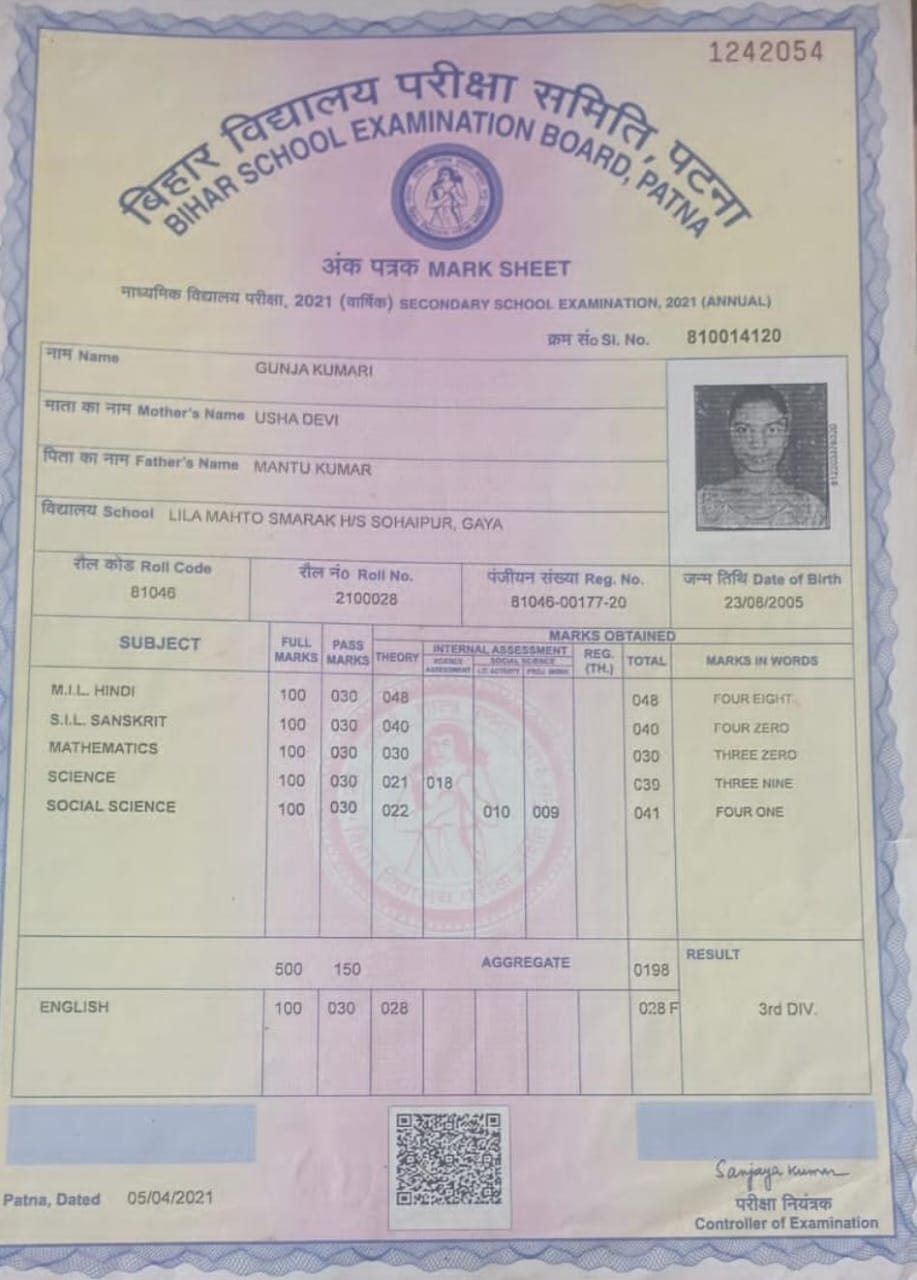 1242054
बिहार विद्यालय परीक्षा समिति, पटना
BIHAR SCHOOL EXAMINATION BOARD, PATNA
अंक पत्रक MARK SHEET
माध्यमिक विद्यालय परीक्षा, 2021 (वार्षिक) SECONDARY SCHOOL EXAMINATION, 2021 (ANNUAL)
क्रम सं० SI. No. 810014120
नाम Name GUNJA KUMARI
माता का नाम Mother's Name USHA DEVI
पिता का नाम Father's Name MANTU KUMAR
विद्यालय School LILA MAHTO SMARAK H/S SOHAIPUR, GAYA
रौल कोड Roll Code रौल नं० Roll No. पंजीयन संख्या Reg. No. जन्म तिथि Date of Birth
81046 2100028 81046-00177-20 23/08/2005
SUBJECT FULL MARKS PASS MARKS MARKS OBTAINED
THEORY INTERNAL ASSESSMENT REG. (TH.) TOTAL MARKS IN WORDS
SCIENCE ASSESSMENT SOCIAL SCIENCE
M.I.L. HINDI 100 030 048 048 FOUR EIGHT
S.I.L. SANSKRIT 100 030 040 040 FOUR ZERO
MATHEMATICS 100 030 030 030 THREE ZERO
SCIENCE 100 030 021 018 039 THREE NINE
SOCIAL SCIENCE 100 030 022 010 009 041 FOUR ONE
500 150 AGGREGATE 0198 RESULT
ENGLISH 100 030 028 028 F 3rd DIV.
Sanjaya Kumar
Patna, Dated 05/04/2021
परीक्षा नियंत्रक
Controller of Examination